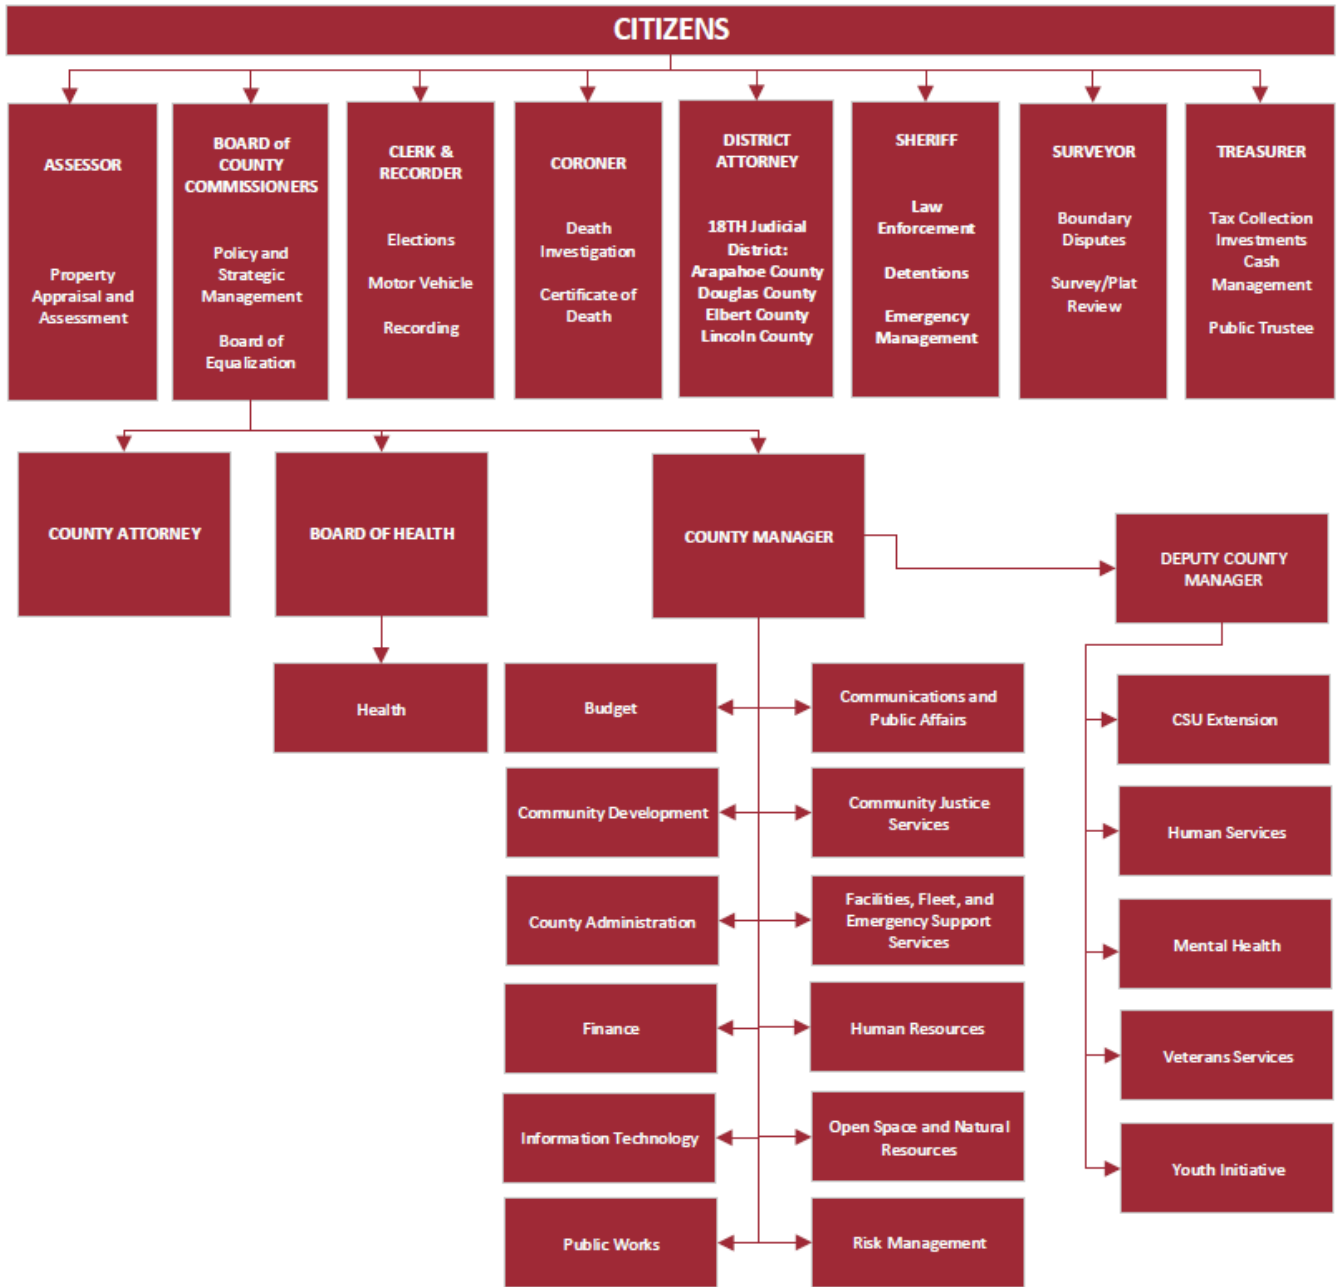 CITIZENS
ASSESSOR
Property
Appraisal and
Assessment
BOARD of
COUNTY
COMMISSIONERS
Policy and
Strategic
Management
Board of
Equalization
CLERK &
RECORDER
Elections
Motor Vehicle
Recording
CORONER
Death
Investigation
Certificate of
Death
DISTRICT
ATTORNEY
18TH Judicial
District:
Arapahoe County
Douglas County
Elbert County
Lincoln County
SHERIFF
Law
Enforcement
Detentions
Emergency
Management
SURVEYOR
Boundary
Disputes
Survey/Plat
Review
TREASURER
Tax Collection
Investments
Cash
Management
Public Trustee
COUNTY ATTORNEY
BOARD OF HEALTH
COUNTY MANAGER
DEPUTY COUNTY
MANAGER
Health
Budget
Communications and
Public Affairs
Community Development
Community Justice
Services
County Administration
Facilities, Fleet, and
Emergency Support
Services
Finance
Human Resources
Information Technology
Open Space and Natural
Resources
Public Works
Risk Management
CSU Extension
Human Services
Mental Health
Veterans Services
Youth Initiative